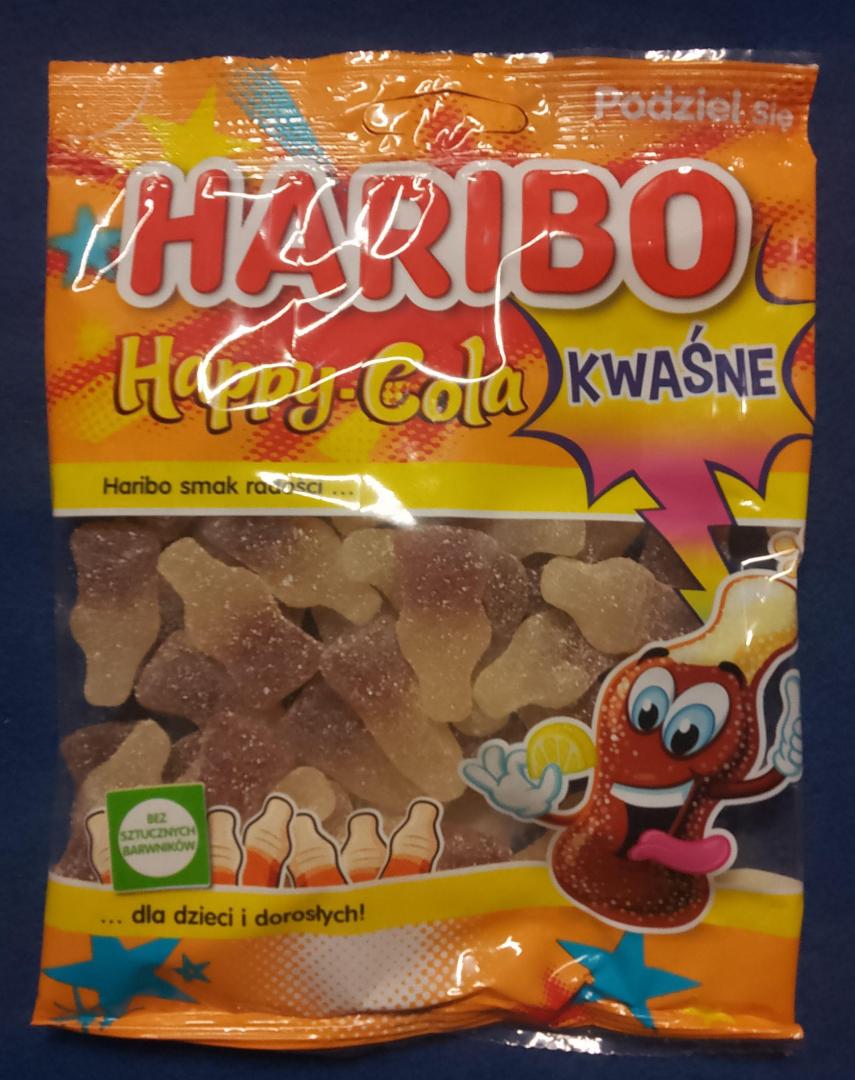 Podziel się
HARIBO
Happy-Cola
KWAŚNE
Haribo smak radości ...
BEZ
SZTUCZNYCH
BARWNIKÓW
... dla dzieci i dorosłych!